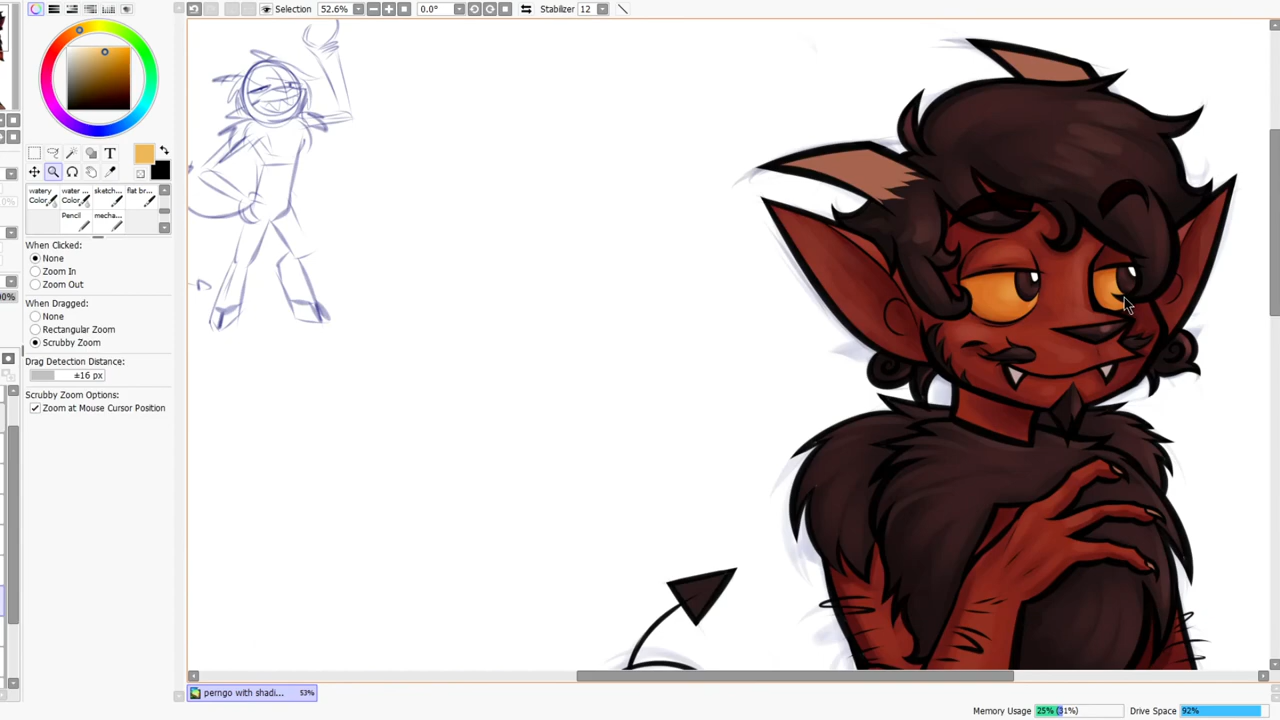 Selection 52.6% 0.0° Stabilizer 12
T
watery water ... sketch... flat br...
Color Color
Pencil mecha...
When Clicked:
None
Zoom In
Zoom Out
When Dragged:
None
Rectangular Zoom
Scrubby Zoom
Drag Detection Distance:
±16 px
Scrubby Zoom Options:
Zoom at Mouse Cursor Position
perngo with shadi... 53%
Memory Usage 25% (31%) Drive Space 92%